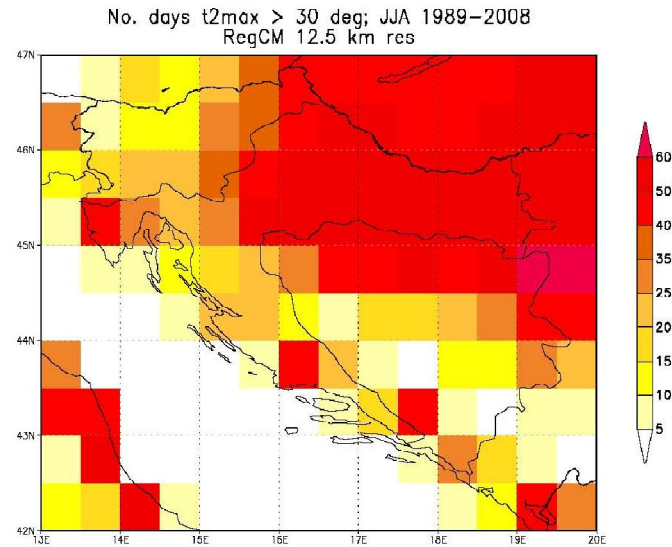 No. days t2max > 30 deg; JJA 1989-2008
RegCM 12.5 km res
47N
46N
45N
44N
43N
42N
13E 14E 15E 16E 17E 18E 19E 20E
60
50
40
35
25
20
15
10
5